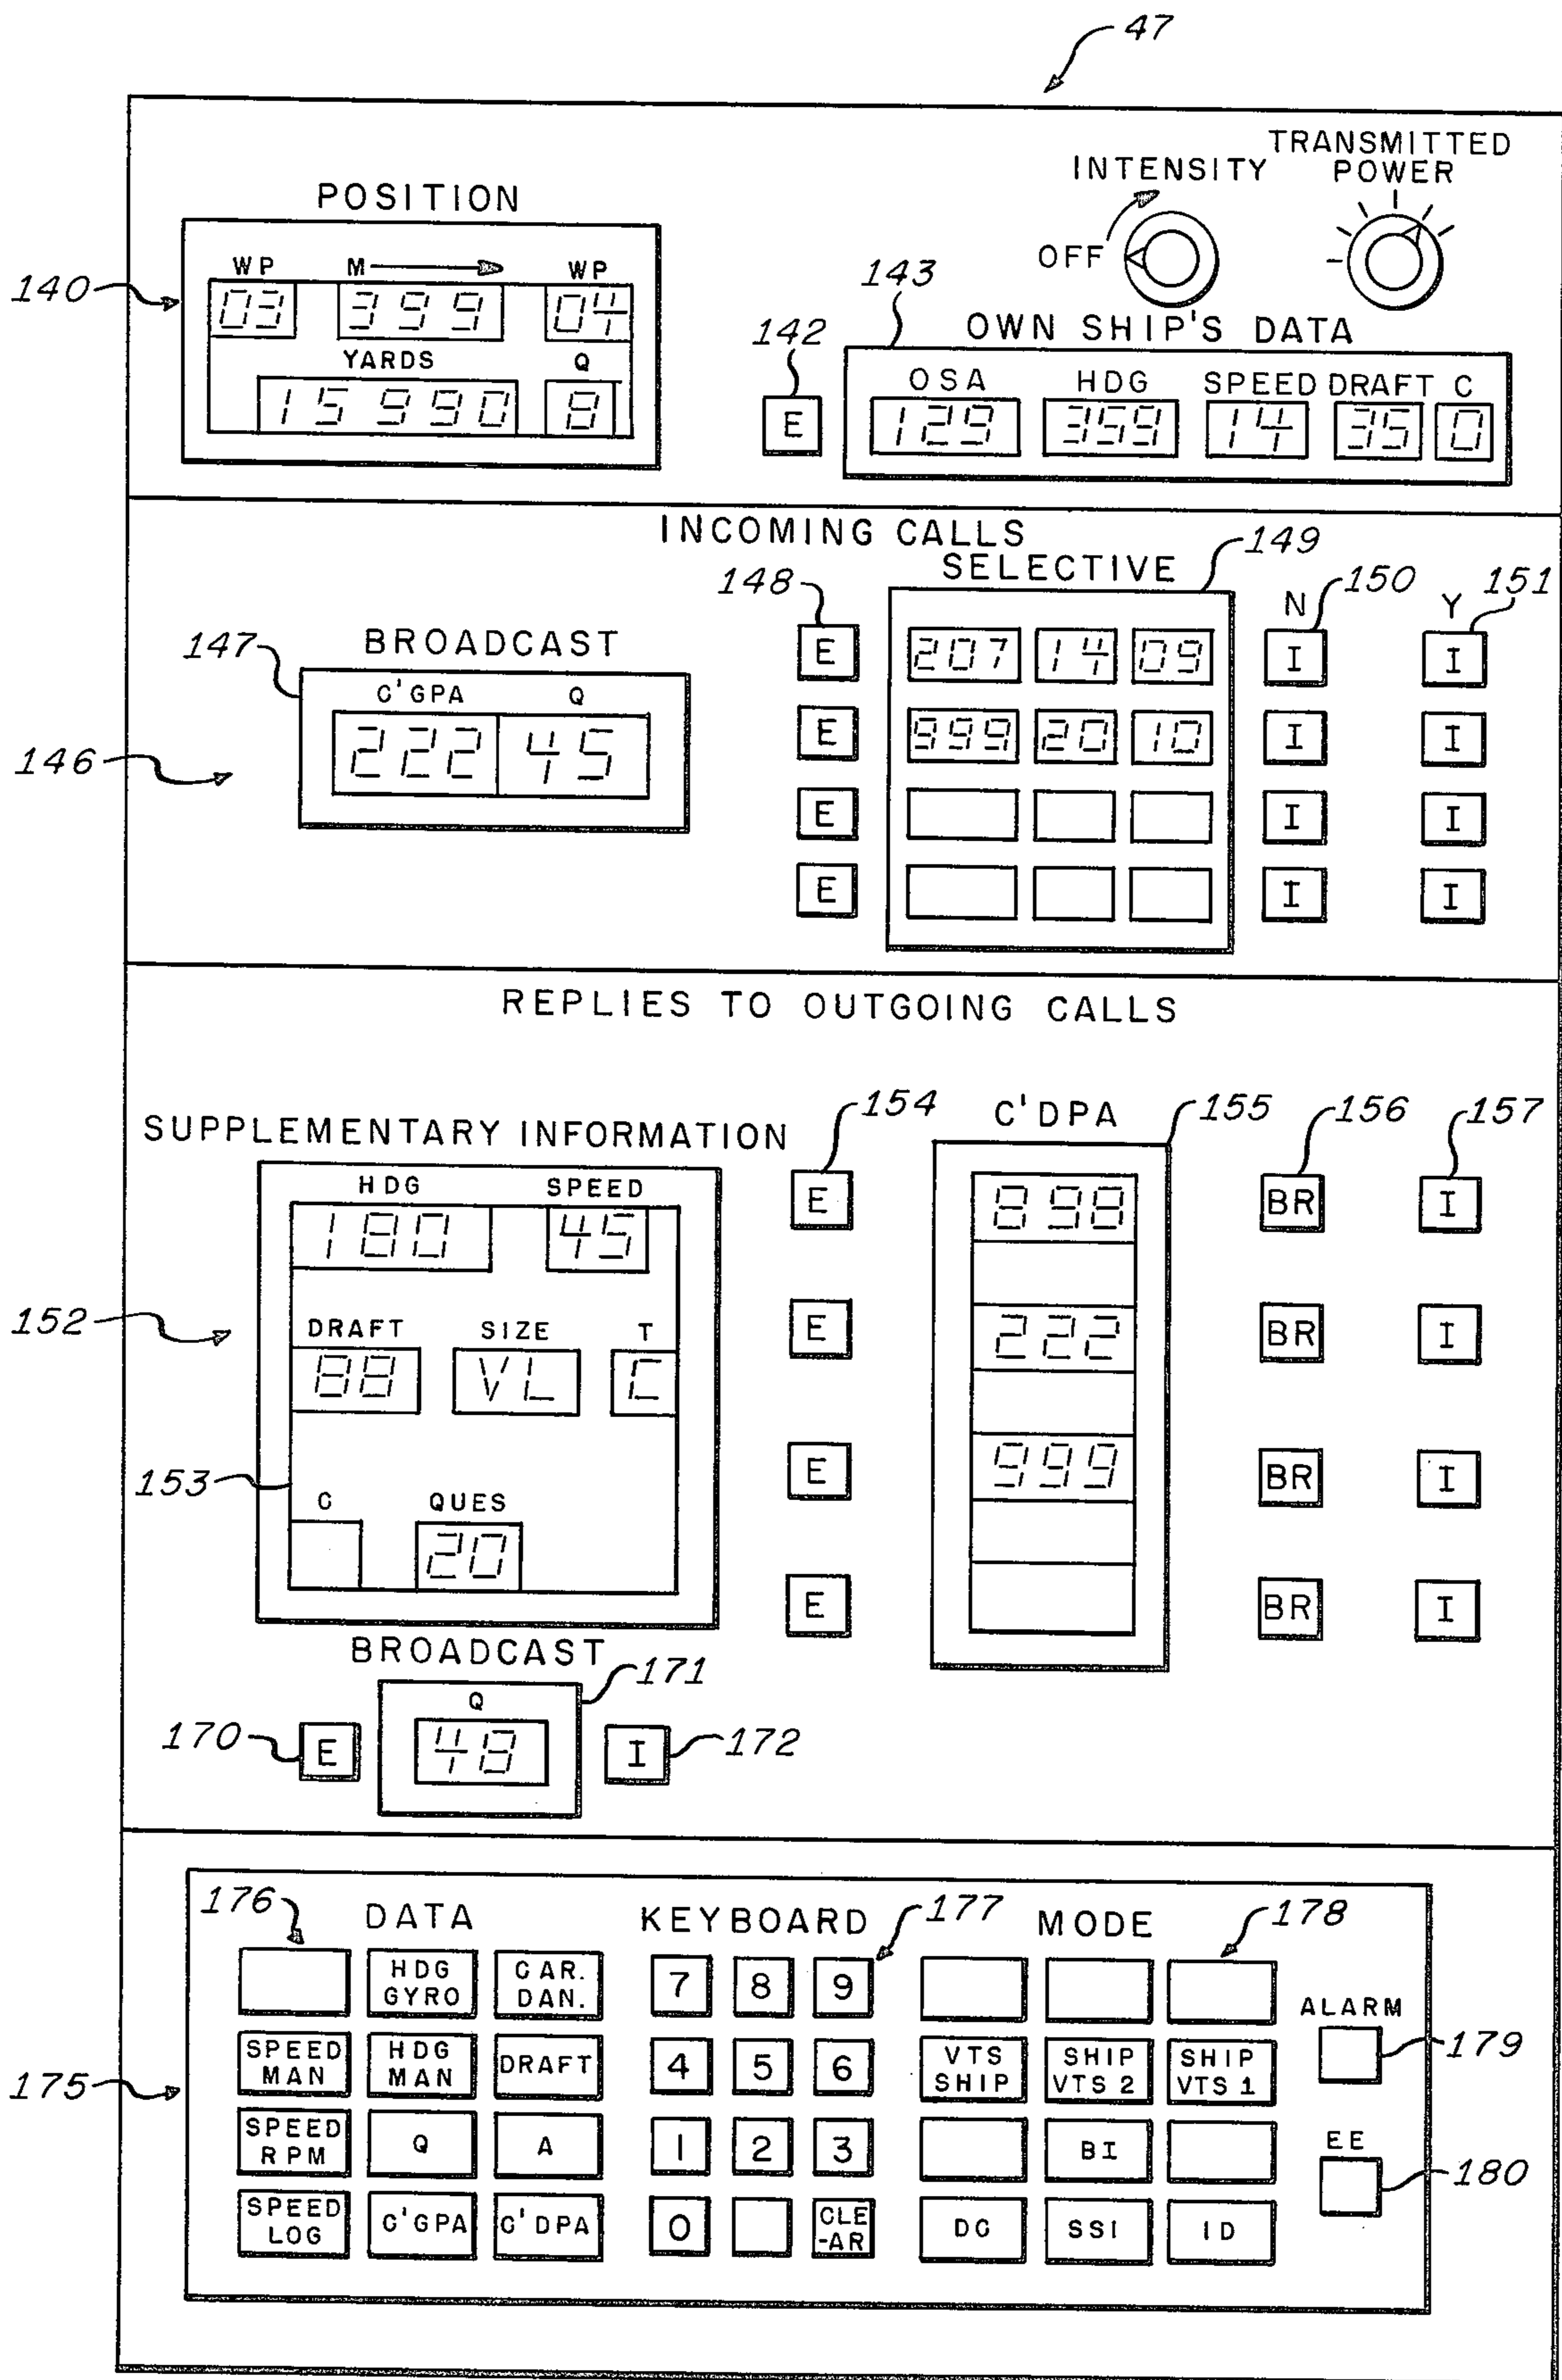 47
POSITION
INTENSITY
TRANSMITTED
POWER
OFF
140
WP M WP
03 399 04
YARDS Q
15990 8
142
143
OWN SHIP'S DATA
OSA HDG SPEED DRAFT C
E 129 359 14 35 0
INCOMING CALLS
SELECTIVE
149
148
N 150 Y 151
147
BROADCAST
C'GPA Q
222 45
146
E 207 14 09 I I
E 999 20 10 I I
E I I
E I I
REPLIES TO OUTGOING CALLS
SUPPLEMENTARY INFORMATION
154
C'DPA
155
156
157
152
HDG SPEED
180 45
DRAFT SIZE T
88 VL C
153
C QUES
20
E 898 BR I
E 222 BR I
E 999 BR I
E BR I
BROADCAST
171
Q
170 E 48 I 172
175
176 DATA
HDG GYRO
CAR. DAN.
SPEED MAN
HDG MAN
DRAFT
SPEED RPM
Q
A
SPEED LOG
C'GPA
C'DPA
KEYBOARD 177
7 8 9
4 5 6
1 2 3
0 CLE-AR
MODE 178
VTS SHIP
SHIP VTS 2
SHIP VTS 1
BI
DC SSI ID
ALARM
179
EE
180